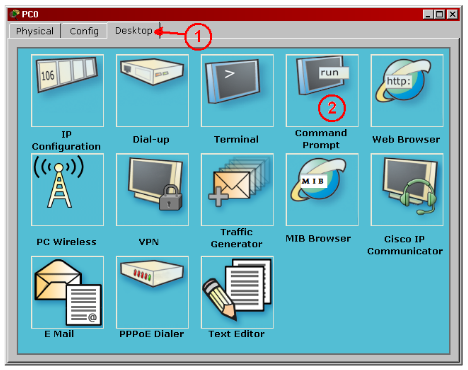 PC0
Physical Config Desktop
1
106
>
run
http:
2
IP
Configuration
Dial-up
Terminal
Command
Prompt
Web Browser
MIB
PC Wireless
VPN
Traffic
Generator
MIB Browser
Cisco IP
Communicator
@
E Mail
PPPoE Dialer
Text Editor